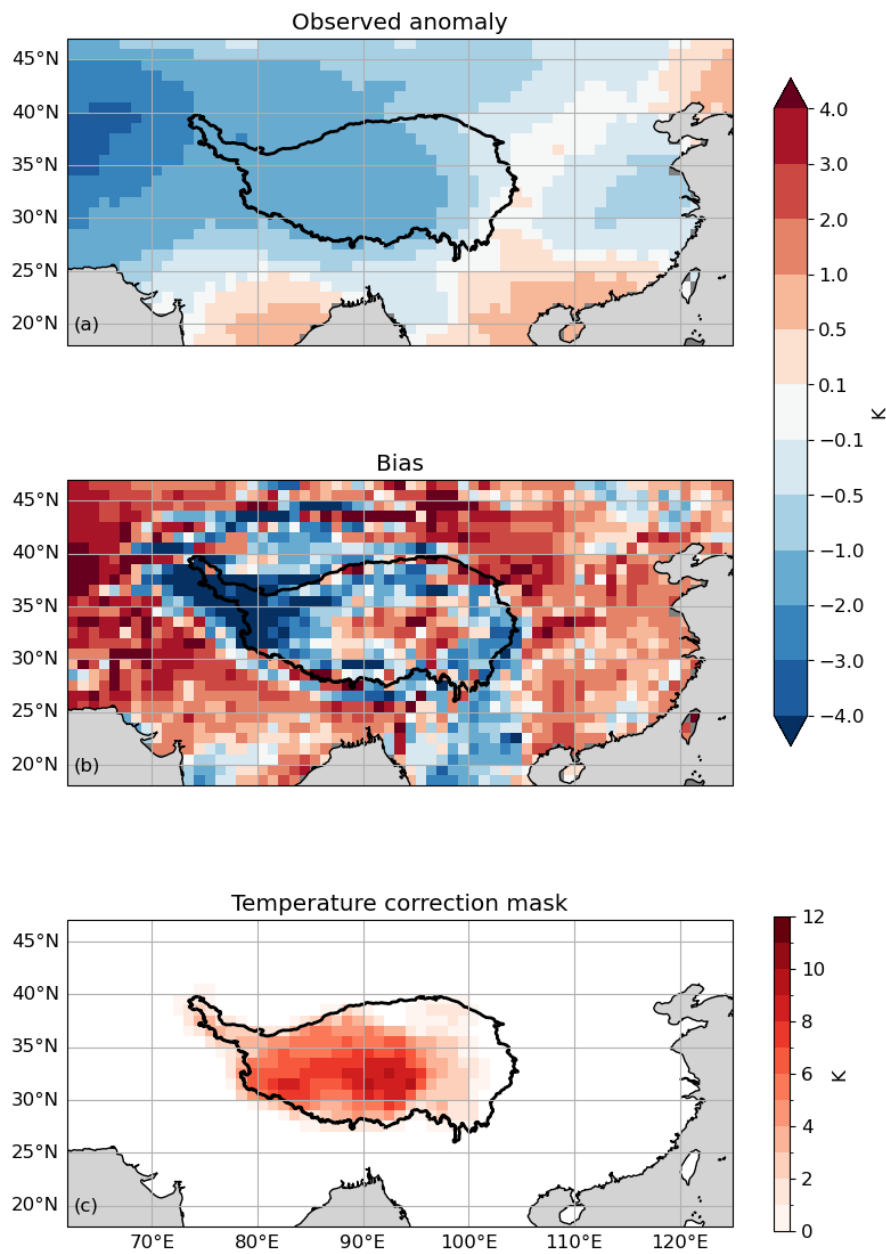 Observed anomaly
45°N
40°N
35°N
30°N
25°N
20°N
(a)
4.0
3.0
2.0
1.0
0.5
0.1
−0.1
−0.5
−1.0
−2.0
−3.0
−4.0
K
Bias
45°N
40°N
35°N
30°N
25°N
20°N
(b)
Temperature correction mask
45°N
40°N
35°N
30°N
25°N
20°N
(c)
70°E 80°E 90°E 100°E 110°E 120°E
12
10
8
6
4
2
0
K